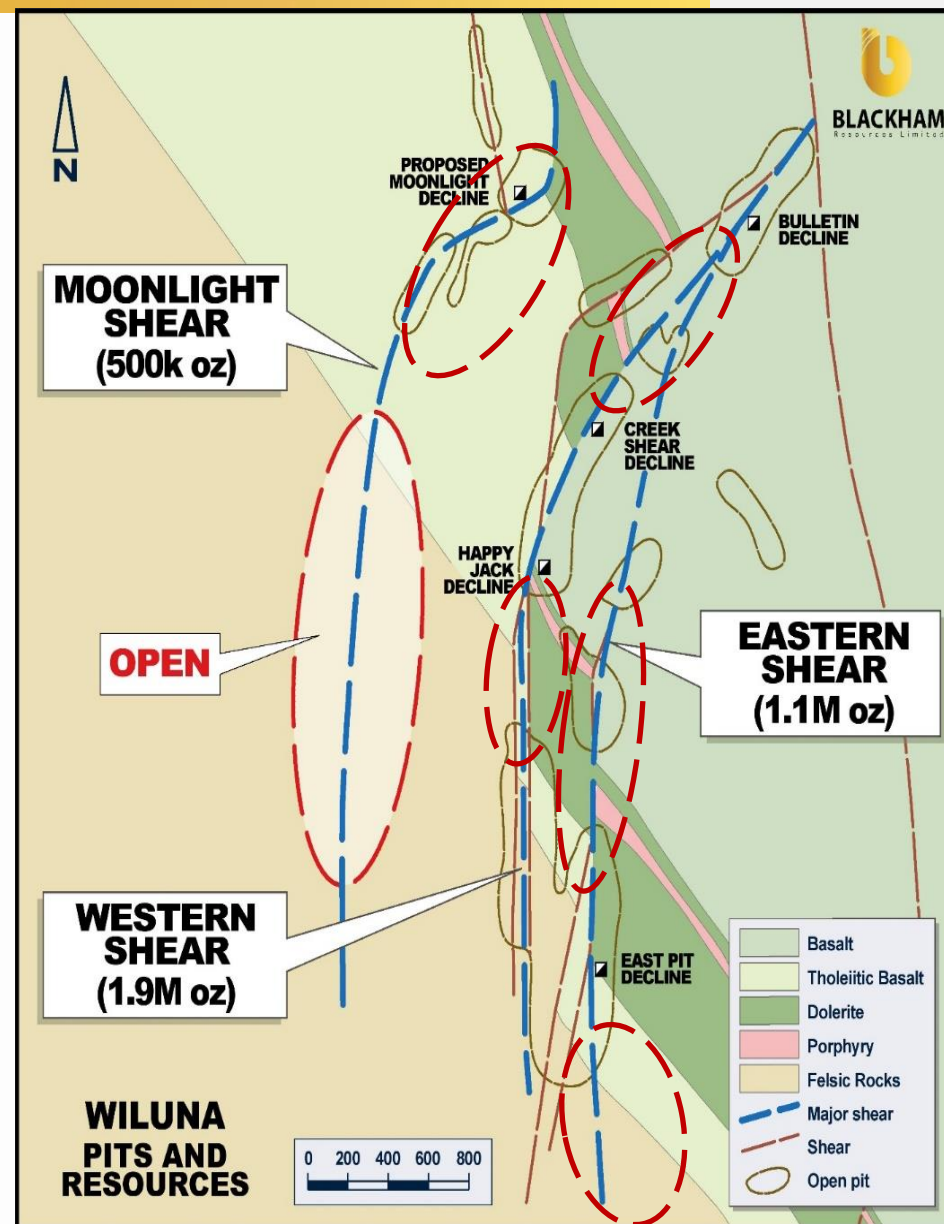 BLACKHAM
Resources Limited
N
PROPOSED
MOONLIGHT
DECLINE
BULLETIN
DECLINE
MOONLIGHT
SHEAR
(500k oz)
CREEK
SHEAR
DECLINE
HAPPY
JACK
DECLINE
OPEN
EASTERN
SHEAR
(1.1M oz)
WESTERN
SHEAR
(1.9M oz)
EAST PIT
DECLINE
WILUNA
PITS AND
RESOURCES
0 200 400 600 800
Basalt
Tholeiitic Basalt
Dolerite
Porphyry
Felsic Rocks
Major shear
Shear
Open pit